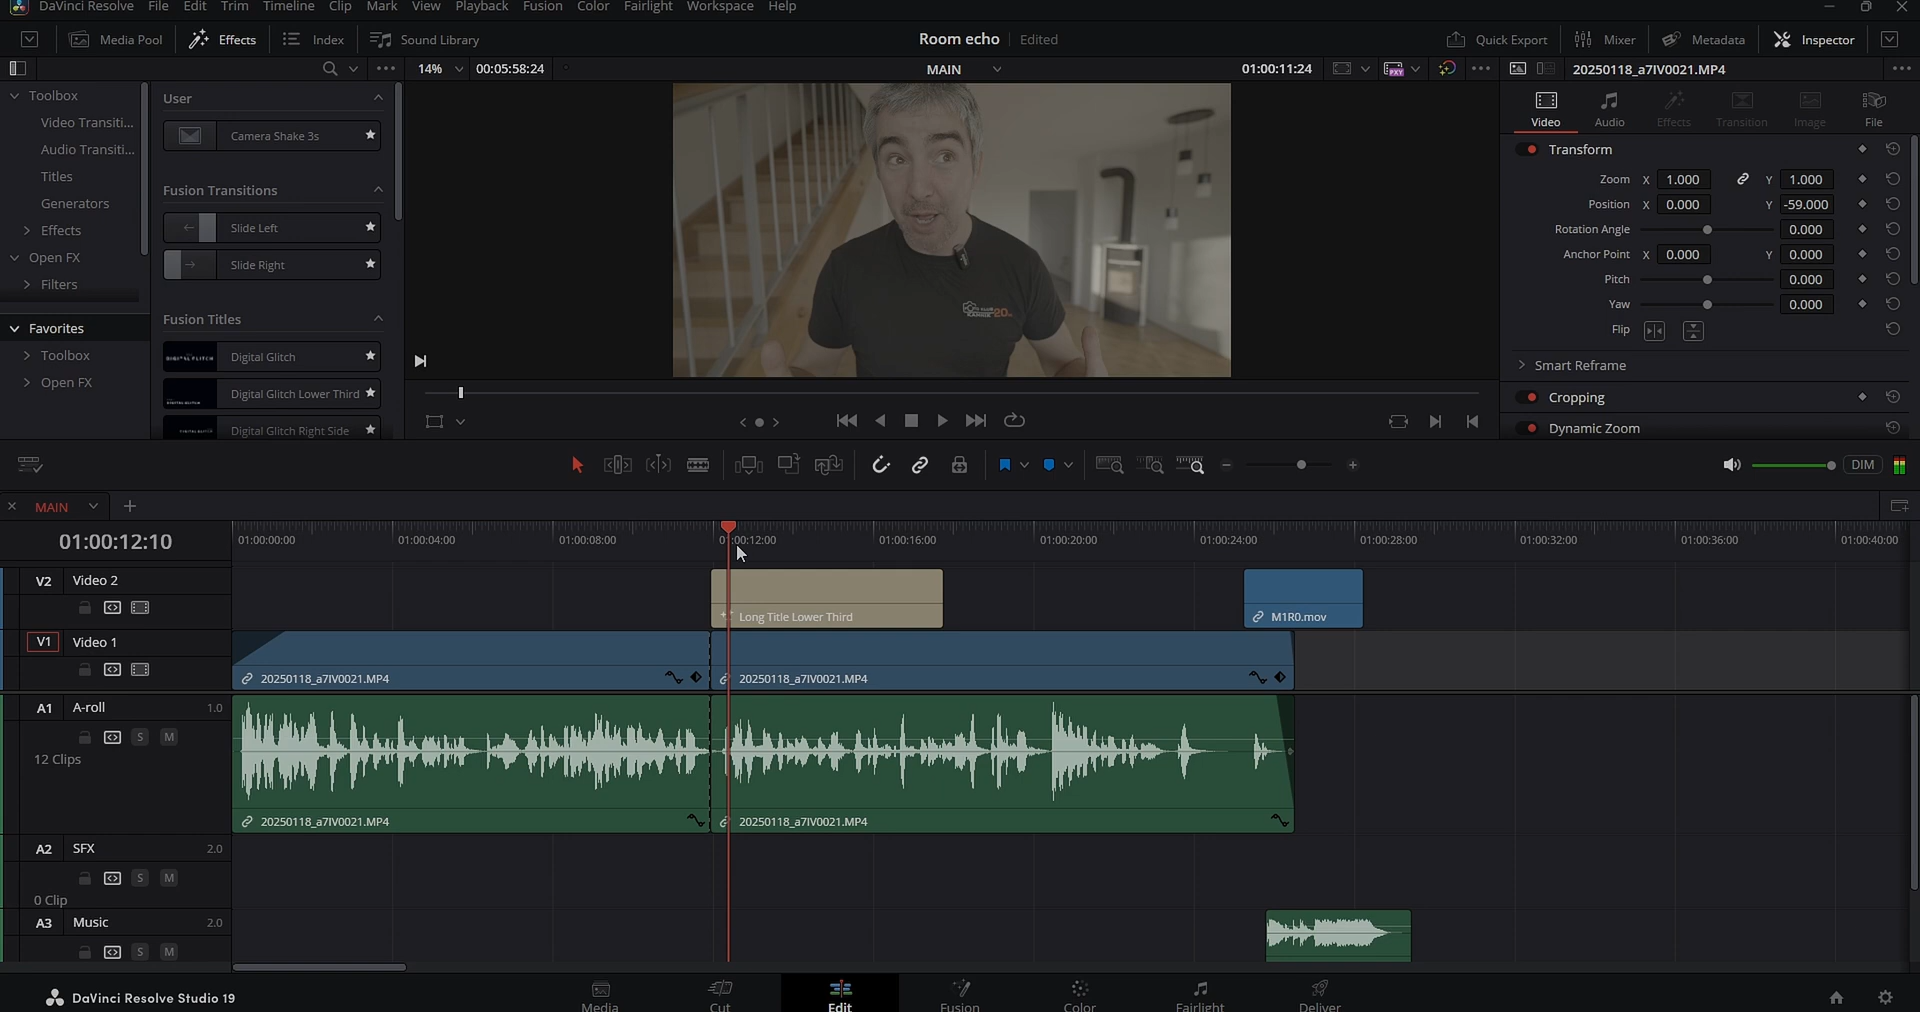 DaVinci Resolve File Edit Trim Timeline Clip Mark View Playback Fusion Color Fairlight Workspace Help
Media Pool Effects Index Sound Library Room echo Edited Quick Export Mixer Metadata Inspector
14% 00:05:58:24 MAIN 01:00:11:24 PXY 20250118_a7IV0021.MP4
Toolbox
Video Transiti...
Audio Transiti...
Titles
Generators
Effects
Open FX
Filters
Favorites
Toolbox
Open FX
User
Camera Shake 3s
Fusion Transitions
Slide Left
Slide Right
Fusion Titles
Digital Glitch
Digital Glitch Lower Third
Digital Glitch Right Side
20
Video Audio Effects Transition Image File
Transform
Zoom X 1.000 Y 1.000
Position X 0.000 Y -59.000
Rotation Angle 0.000
Anchor Point X 0.000 Y 0.000
Pitch 0.000
Yaw 0.000
Flip
Smart Reframe
Cropping
Dynamic Zoom
DIM
MAIN
01:00:12:10
01:00:00:00 01:00:04:00 01:00:08:00 01:00:12:00 01:00:16:00 01:00:20:00 01:00:24:00 01:00:28:00 01:00:32:00 01:00:36:00 01:00:40:00
V2 Video 2
Long Title Lower Third M1R0.mov
V1 Video 1
20250118_a7IV0021.MP4 20250118_a7IV0021.MP4
A1 A-roll 1.0
S M
12 Clips
20250118_a7IV0021.MP4 20250118_a7IV0021.MP4
A2 SFX 2.0
S M
0 Clip
A3 Music 2.0
S M
DaVinci Resolve Studio 19
Media Cut Edit Fusion Color Fairlight Deliver